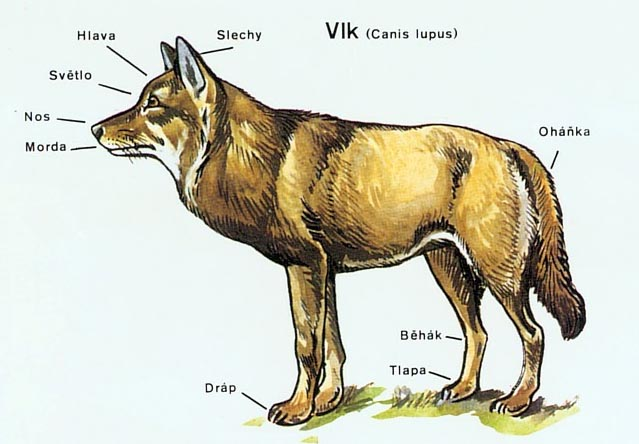 Vlk (Canis lupus)
Hlava
Slechy
Světlo
Nos
Morda
Oháňka
Běhák
Tlapa
Dráp